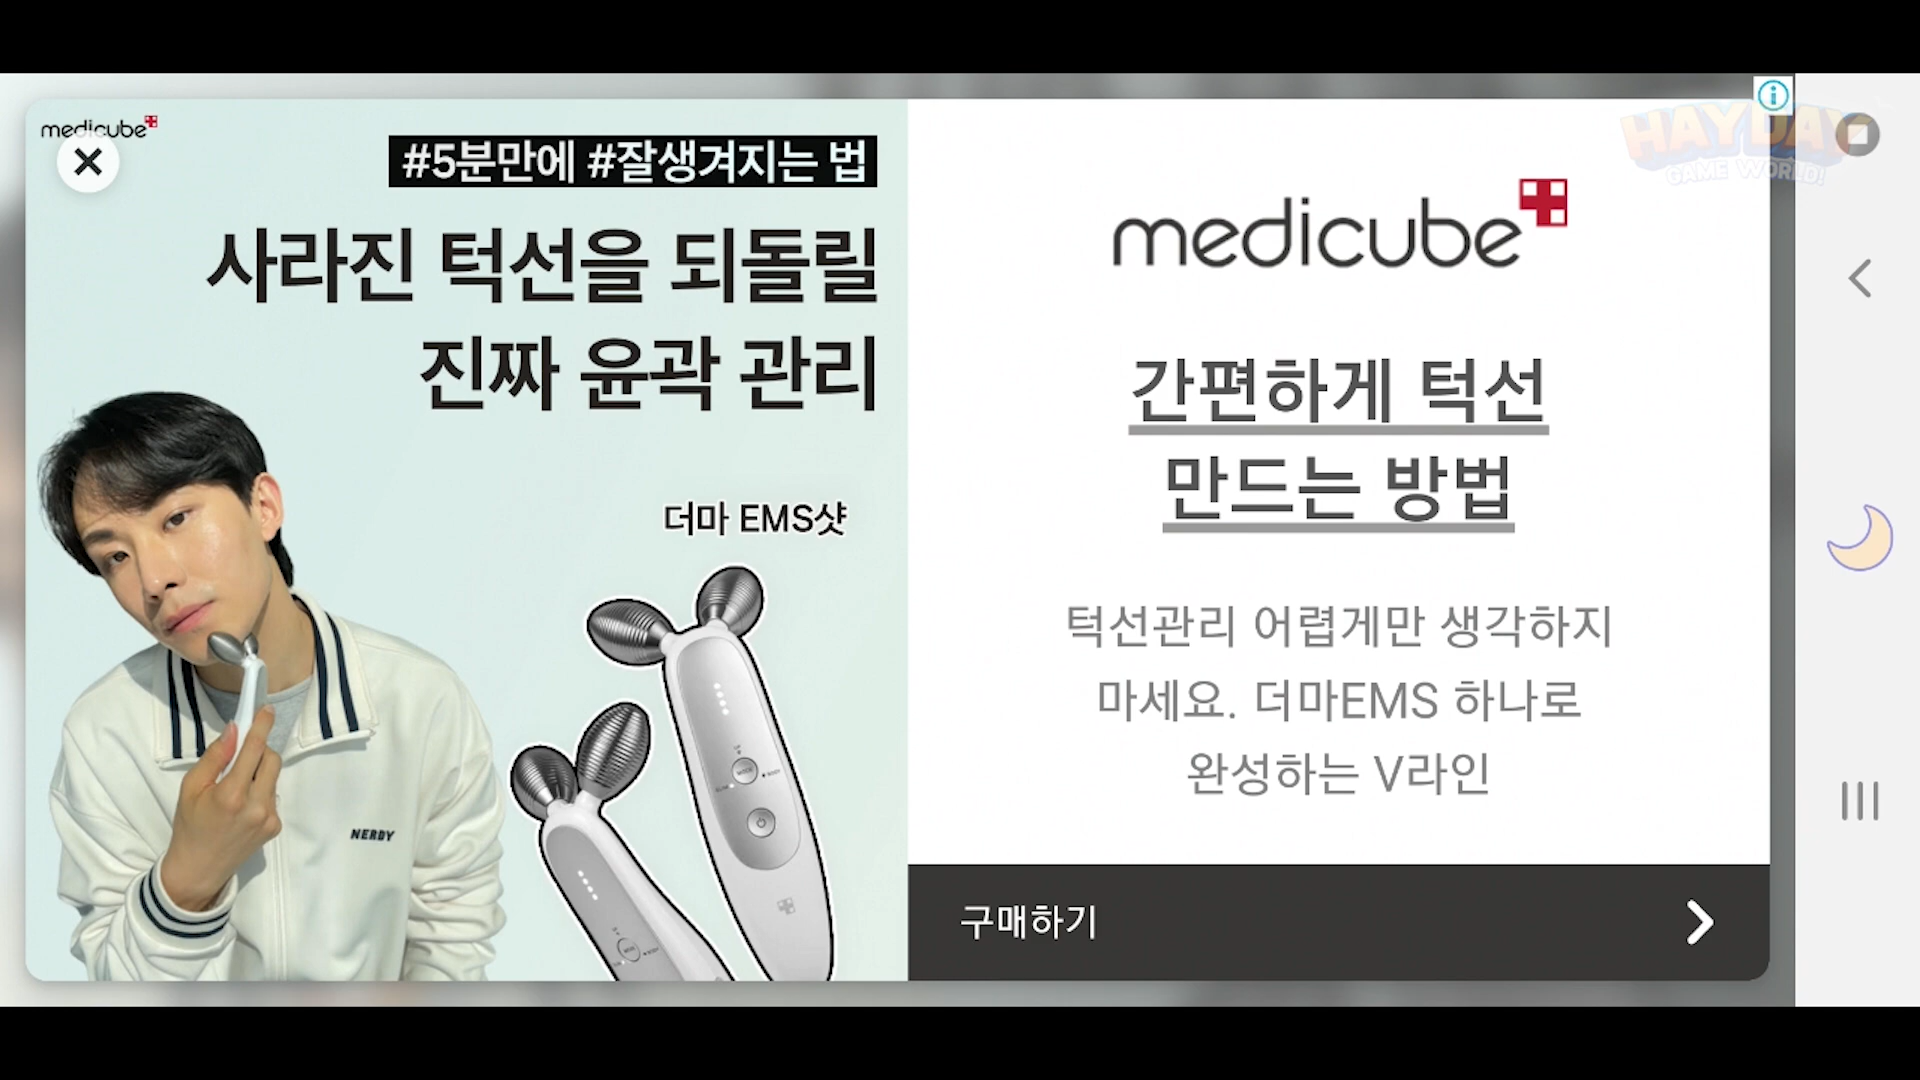 medicube
#5분만에 #잘생겨지는 법
사라진 턱선을 되돌릴
진짜 윤곽 관리
더마 EMS샷
NERDY
medicube
간편하게 턱선
만드는 방법
턱선관리 어렵게만 생각하지
마세요. 더마EMS 하나로
완성하는 V라인
구매하기
HAY DAY
GAME WORLD!